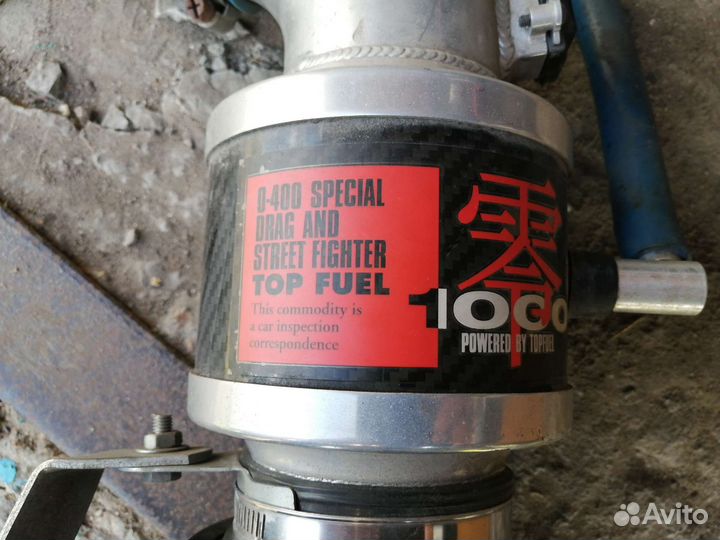 0-400 SPECIAL
DRAG AND
STREET FIGHTER
TOP FUEL
This commodity is
a car inspection
correspondence
零
1000
POWERED BY TOPFUEL
Avito